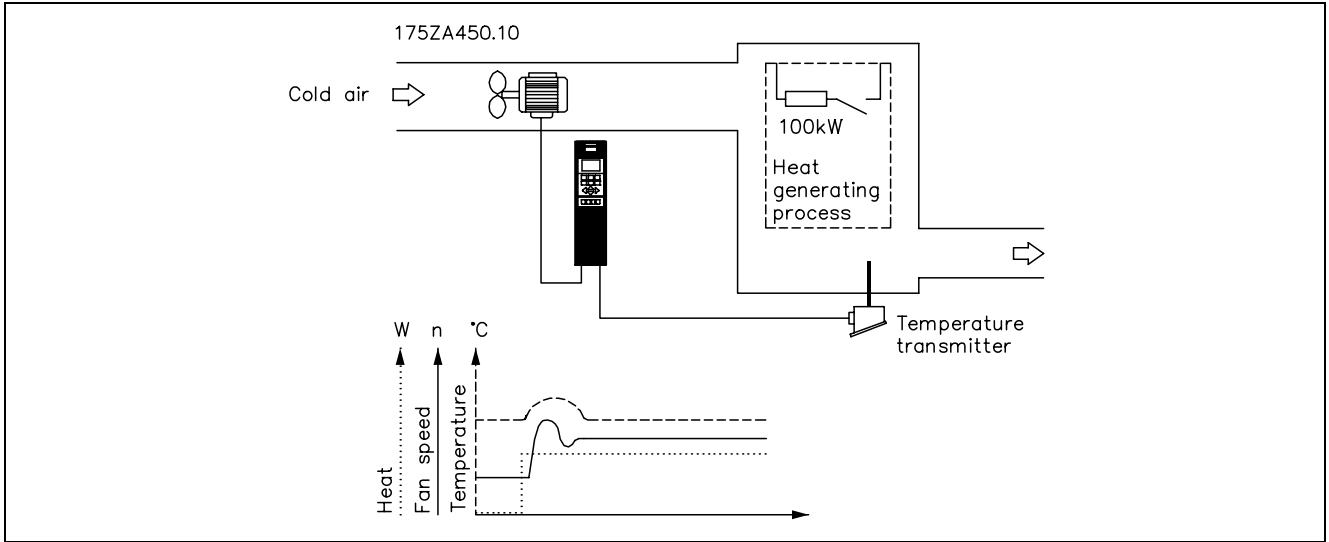 175ZA450.10
Cold air
100kW
Heat
generating
process
Temperature
transmitter
W n °C
Heat
Fan speed
Temperature